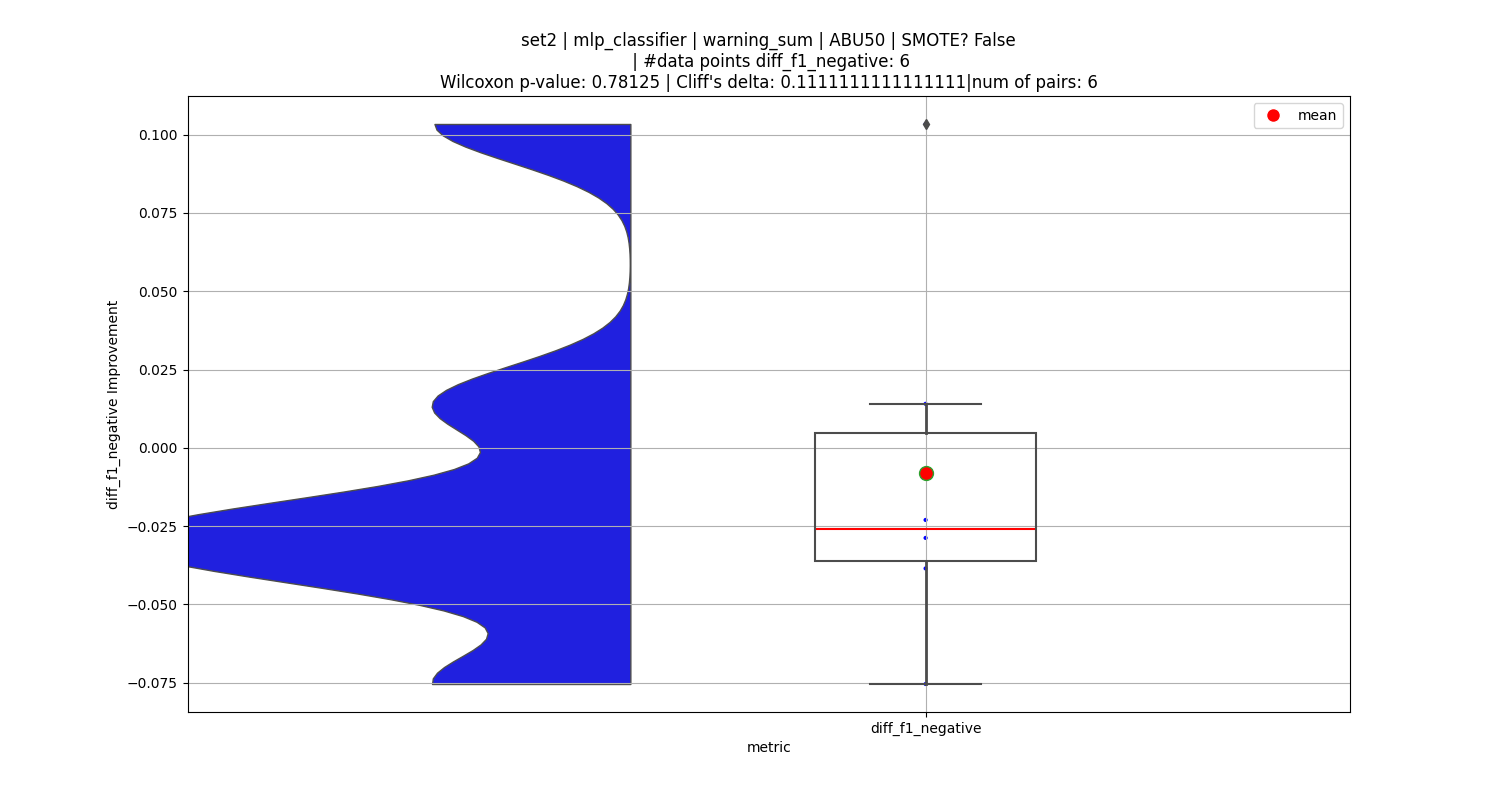 set2 | mlp_classifier | warning_sum | ABU50 | SMOTE? False
| #data points diff_f1_negative: 6
Wilcoxon p-value: 0.78125 | Cliff's delta: 0.1111111111111111|num of pairs: 6
mean
0.100
0.075
0.050
0.025
0.000
−0.025
−0.050
−0.075
diff_f1_negative Improvement
diff_f1_negative
metric